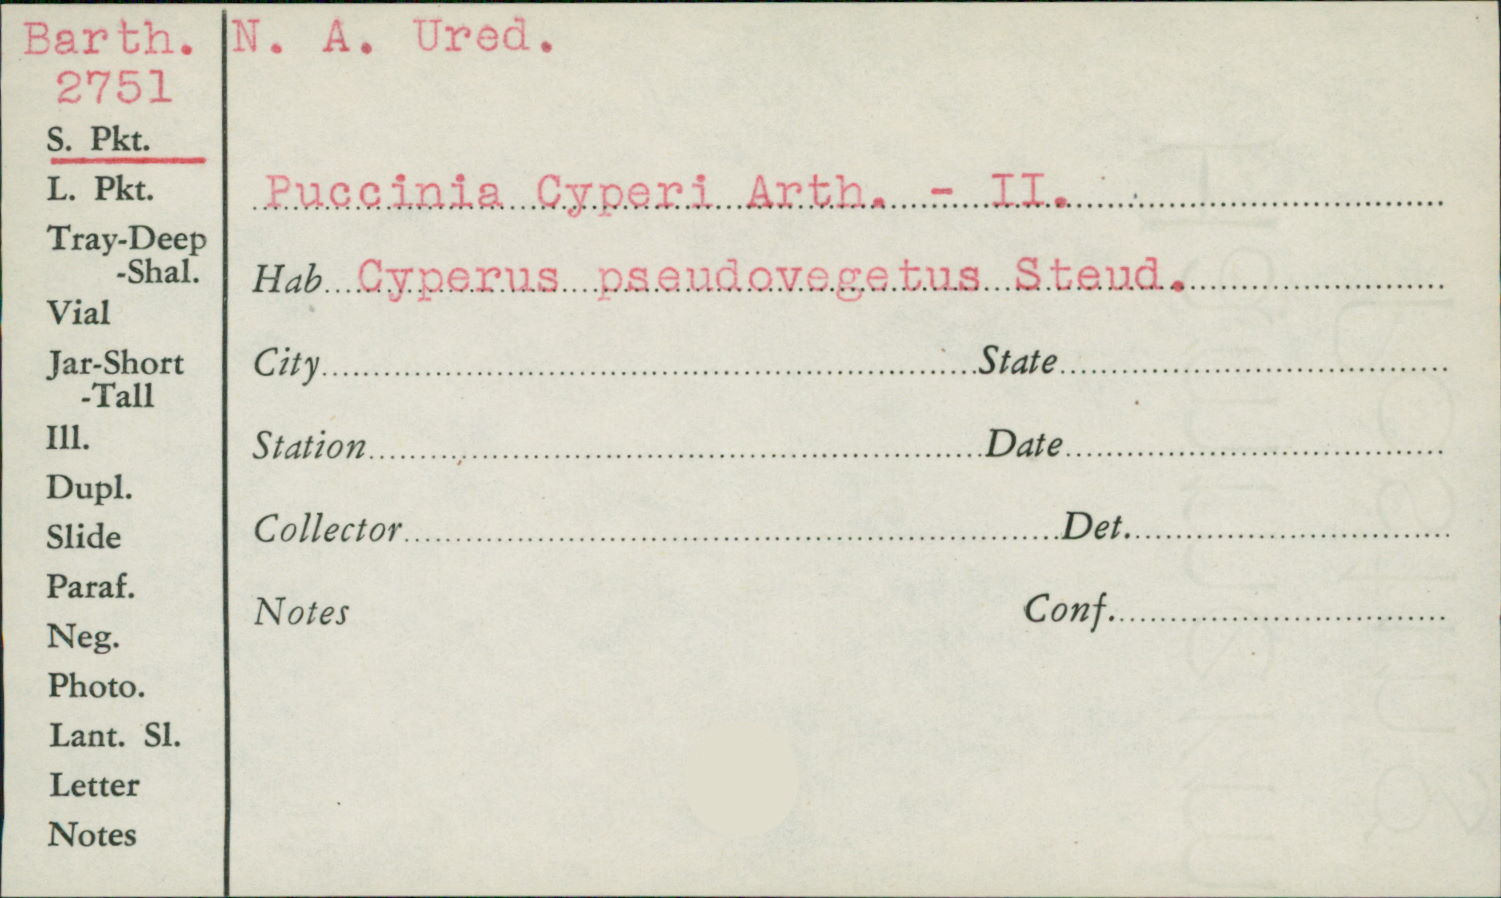 Barth. N. A. Ured.
2751
S. Pkt.
L. Pkt.
Tray-Deep
-Shal.
Vial
Jar-Short
-Tall
Ill.
Dupl.
Slide
Paraf.
Neg.
Photo.
Lant. Sl.
Letter
Notes
Puccinia Cyperi Arth. - II.
Hab Cyperus pseudovegetus Steud.
City State
Station Date
Collector Det.
Notes Conf.